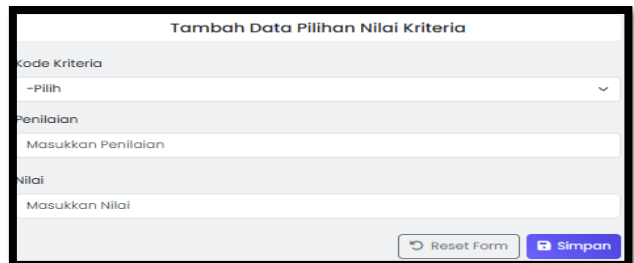 Tambah Data Pilihan Nilai Kriteria
Kode Kriteria
-Pilih
Penilaian
Masukkan Penilaian
Nilai
Masukkan Nilai
Reset Form Simpan